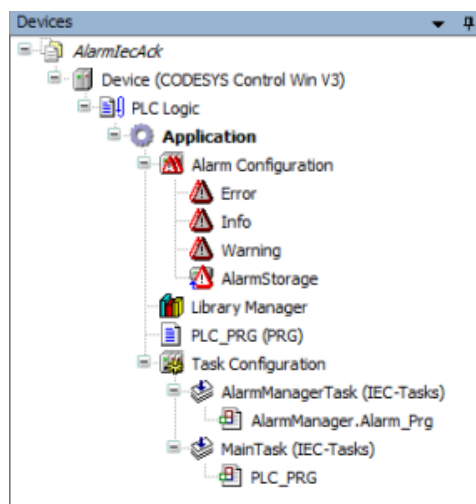 Devices
AlarmIecAck
Device (CODESYS Control Win V3)
PLC Logic
Application
Alarm Configuration
Error
Info
Warning
AlarmStorage
Library Manager
PLC_PRG (PRG)
Task Configuration
AlarmManagerTask (IEC-Tasks)
AlarmManager.Alarm_Prg
MainTask (IEC-Tasks)
PLC_PRG